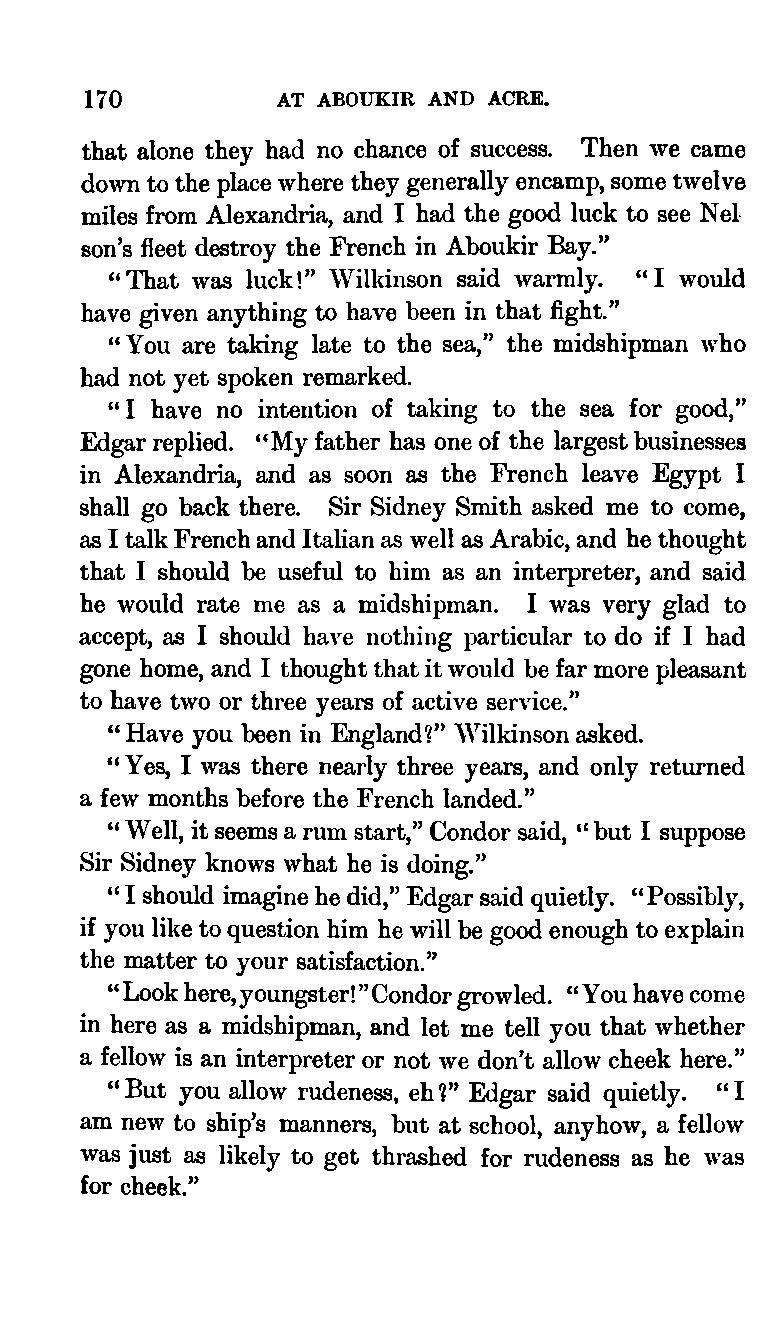 170 AT ABOUKIR AND ACRE.
that alone they had no chance of success. Then we came
down to the place where they generally encamp, some twelve
miles from Alexandria, and I had the good luck to see Nel-
son's fleet destroy the French in Aboukir Bay."
"That was luck!" Wilkinson said warmly. "I would
have given anything to have been in that fight."
"You are taking late to the sea," the midshipman who
had not yet spoken remarked.
"I have no intention of taking to the sea for good,"
Edgar replied. "My father has one of the largest businesses
in Alexandria, and as soon as the French leave Egypt I
shall go back there. Sir Sidney Smith asked me to come,
as I talk French and Italian as well as Arabic, and he thought
that I should be useful to him as an interpreter, and said
he would rate me as a midshipman. I was very glad to
accept, as I should have nothing particular to do if I had
gone home, and I thought that it would be far more pleasant
to have two or three years of active service."
"Have you been in England?" Wilkinson asked.
"Yes, I was there nearly three years, and only returned
a few months before the French landed."
"Well, it seems a rum start," Condor said, "but I suppose
Sir Sidney knows what he is doing."
"I should imagine he did," Edgar said quietly. "Possibly,
if you like to question him he will be good enough to explain
the matter to your satisfaction."
"Look here, youngster!" Condor growled. "You have come
in here as a midshipman, and let me tell you that whether
a fellow is an interpreter or not we don't allow cheek here."
"But you allow rudeness, eh?" Edgar said quietly. "I
am new to ship's manners, but at school, anyhow, a fellow
was just as likely to get thrashed for rudeness as he was
for cheek."